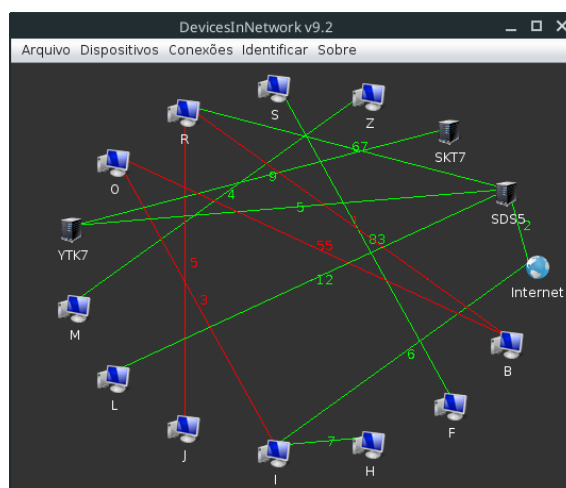 DevicesInNetwork v9.2
Arquivo Dispositivos Conexões Identificar Sobre
S
Z
R
SKT7
67
O
9
4
SDS5
5
2
YTK7
83
55
5
12
Internet
3
M
6
B
L
F
J
7
I
H